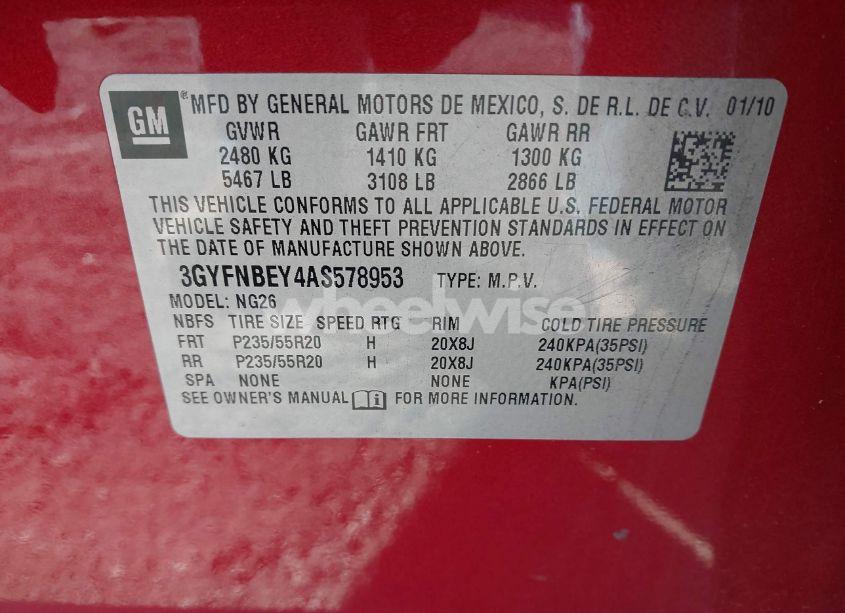 GM ® MFD BY GENERAL MOTORS DE MEXICO, S. DE R.L. DE C.V. 01/10
GVWR GAWR FRT GAWR RR
2480 KG 1410 KG 1300 KG
5467 LB 3108 LB 2866 LB
THIS VEHICLE CONFORMS TO ALL APPLICABLE U.S. FEDERAL MOTOR
VEHICLE SAFETY AND THEFT PREVENTION STANDARDS IN EFFECT ON
THE DATE OF MANUFACTURE SHOWN ABOVE.
3GYFNBEY4AS578953 TYPE: M.P.V.
MODEL: NG26
wheelwise
NBFS TIRE SIZE SPEED RTG RIM COLD TIRE PRESSURE
FRT P235/55R20 H 20X8J 240KPA(35PSI)
RR P235/55R20 H 20X8J 240KPA(35PSI)
SPA NONE NONE KPA(PSI)
SEE OWNER'S MANUAL FOR MORE INFORMATION.